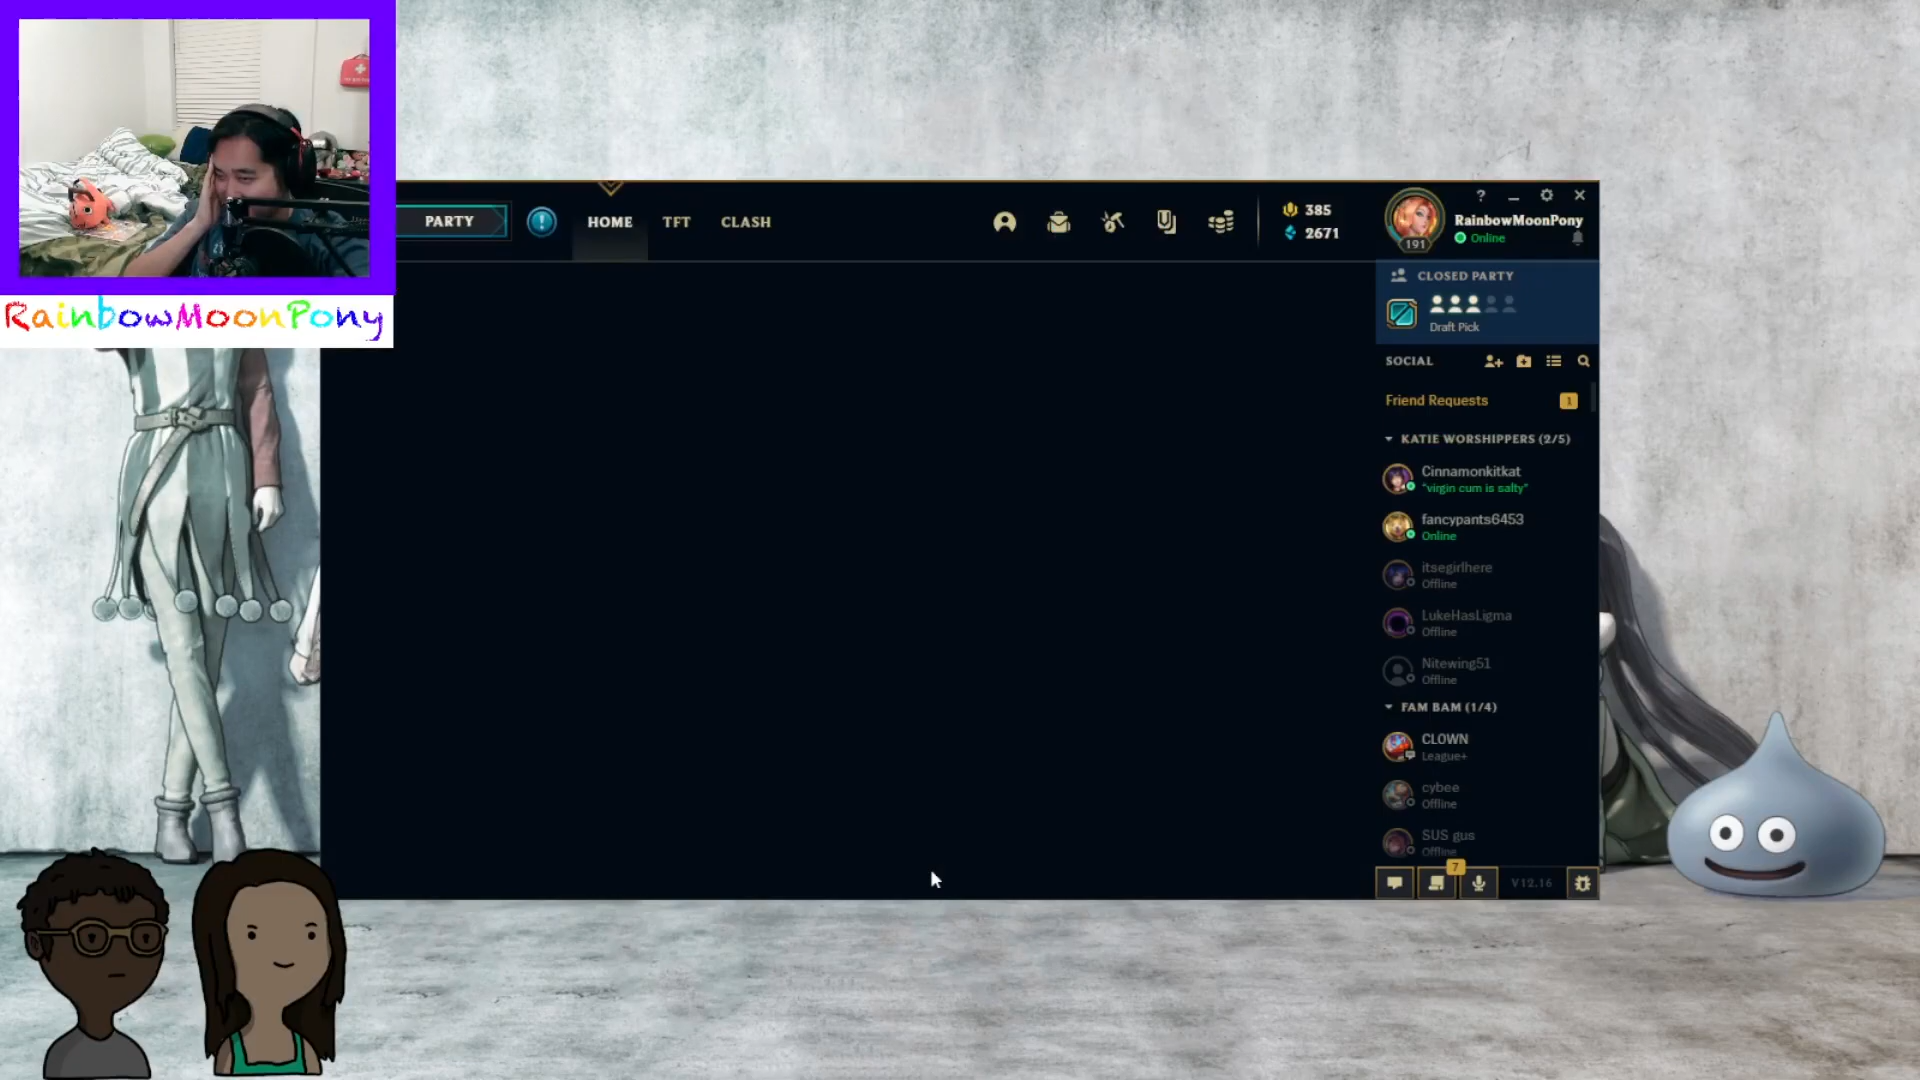 RainbowMoonPony
PARTY
HOME
TFT
CLASH
385
2671
191
RainbowMoonPony
Online
CLOSED PARTY
Draft Pick
SOCIAL
Friend Requests
1
KATIE WORSHIPPERS (2/5)
Cinnamonkitkat
"virgin cum is salty"
fancypants6453
Online
itsegirlhere
Offline
LukeHasLigma
Offline
Nitewing51
Offline
FAM BAM (1/4)
CLOWN
League+
cybee
Offline
SUS gus
Offline
7
V12.16